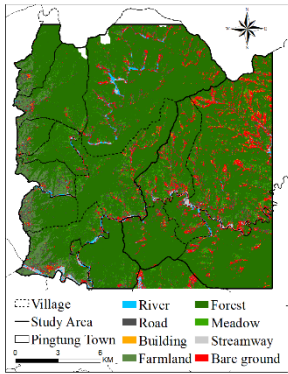 N
Village
River
Forest
Study Area
Road
Meadow
Pingtung Town
Building
Streamway
Farmland
Bare ground
0 3 6
KM